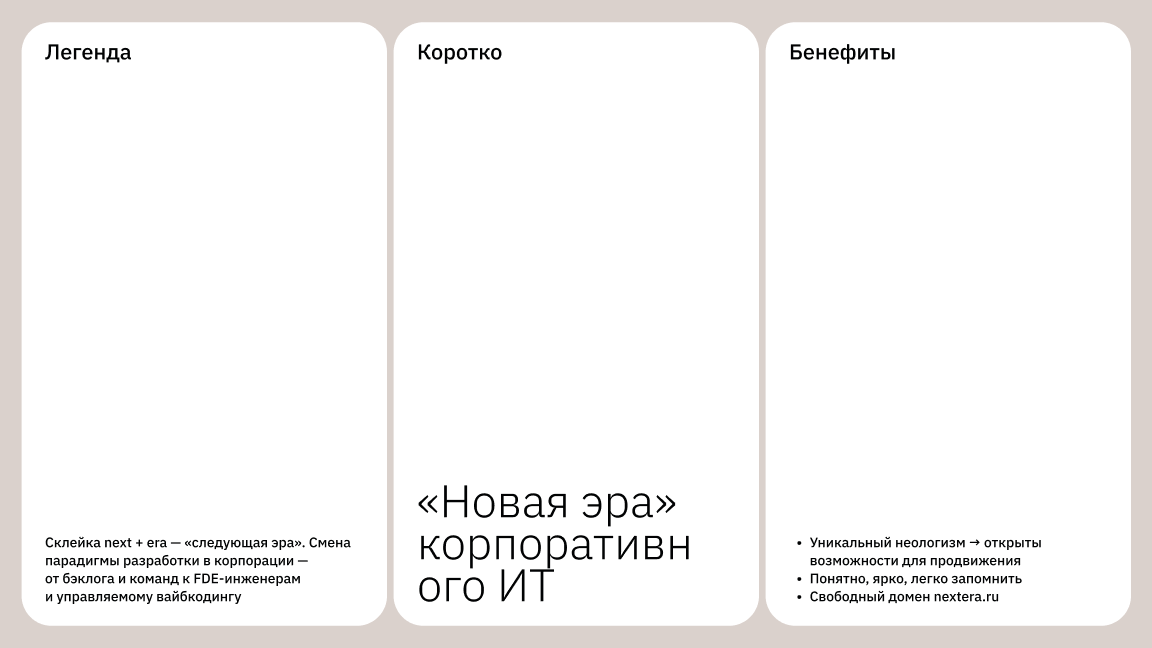 Легенда
Склейка next + era — «следующая эра». Смена
парадигмы разработки в корпорации —
от бэклога и команд к FDE-инженерам
и управляемому вайбкодингу
Коротко
«Новая эра»
корпоративн
ого ИТ
Бенефиты
• Уникальный неологизм → открыты
возможности для продвижения
• Понятно, ярко, легко запомнить
• Свободный домен nextera.ru